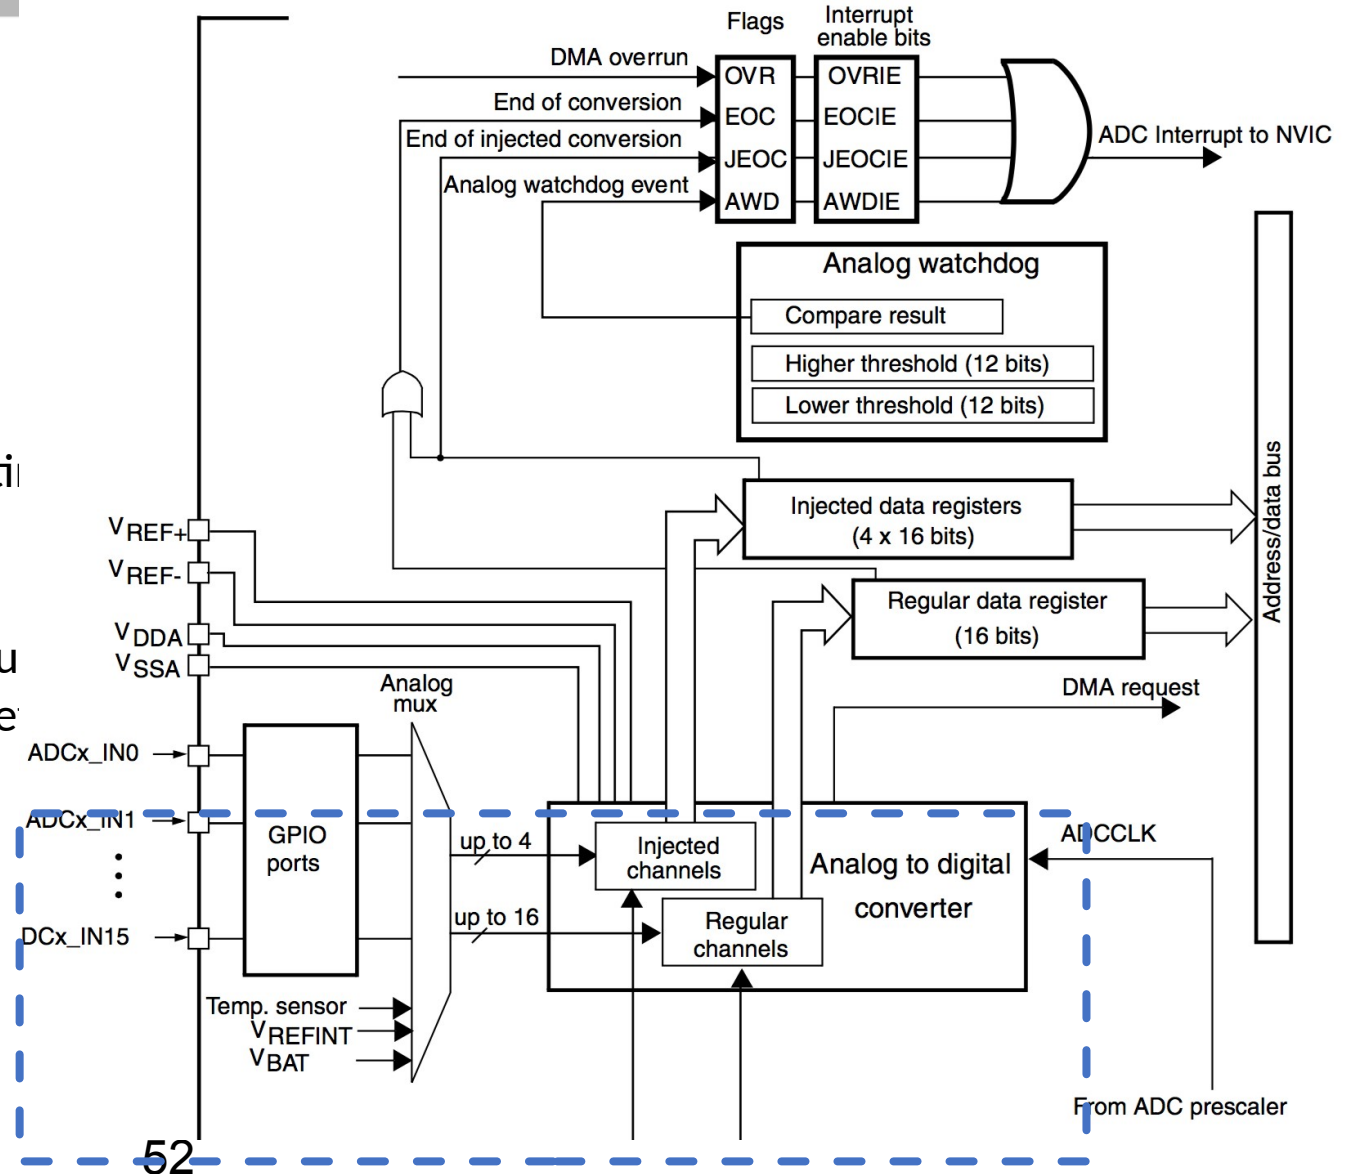 Flags
Interrupt
enable bits
DMA overrun
OVR
OVRIE
End of conversion
EOC
EOCIE
End of injected conversion
JEOC
JEOCIE
ADC Interrupt to NVIC
Analog watchdog event
AWD
AWDIE
Analog watchdog
Compare result
Higher threshold (12 bits)
Lower threshold (12 bits)
Address/data bus
Injected data registers
(4 x 16 bits)
VREF+
VREF-
Regular data register
(16 bits)
VDDA
VSSA
Analog
mux
DMA request
ADCx_IN0
ADCx_IN1
GPIO
ports
up to 4
Injected
channels
Analog to digital
converter
ADCCLK
up to 16
Regular
channels
DCx_IN15
Temp. sensor
VREFINT
VBAT
From ADC prescaler
52